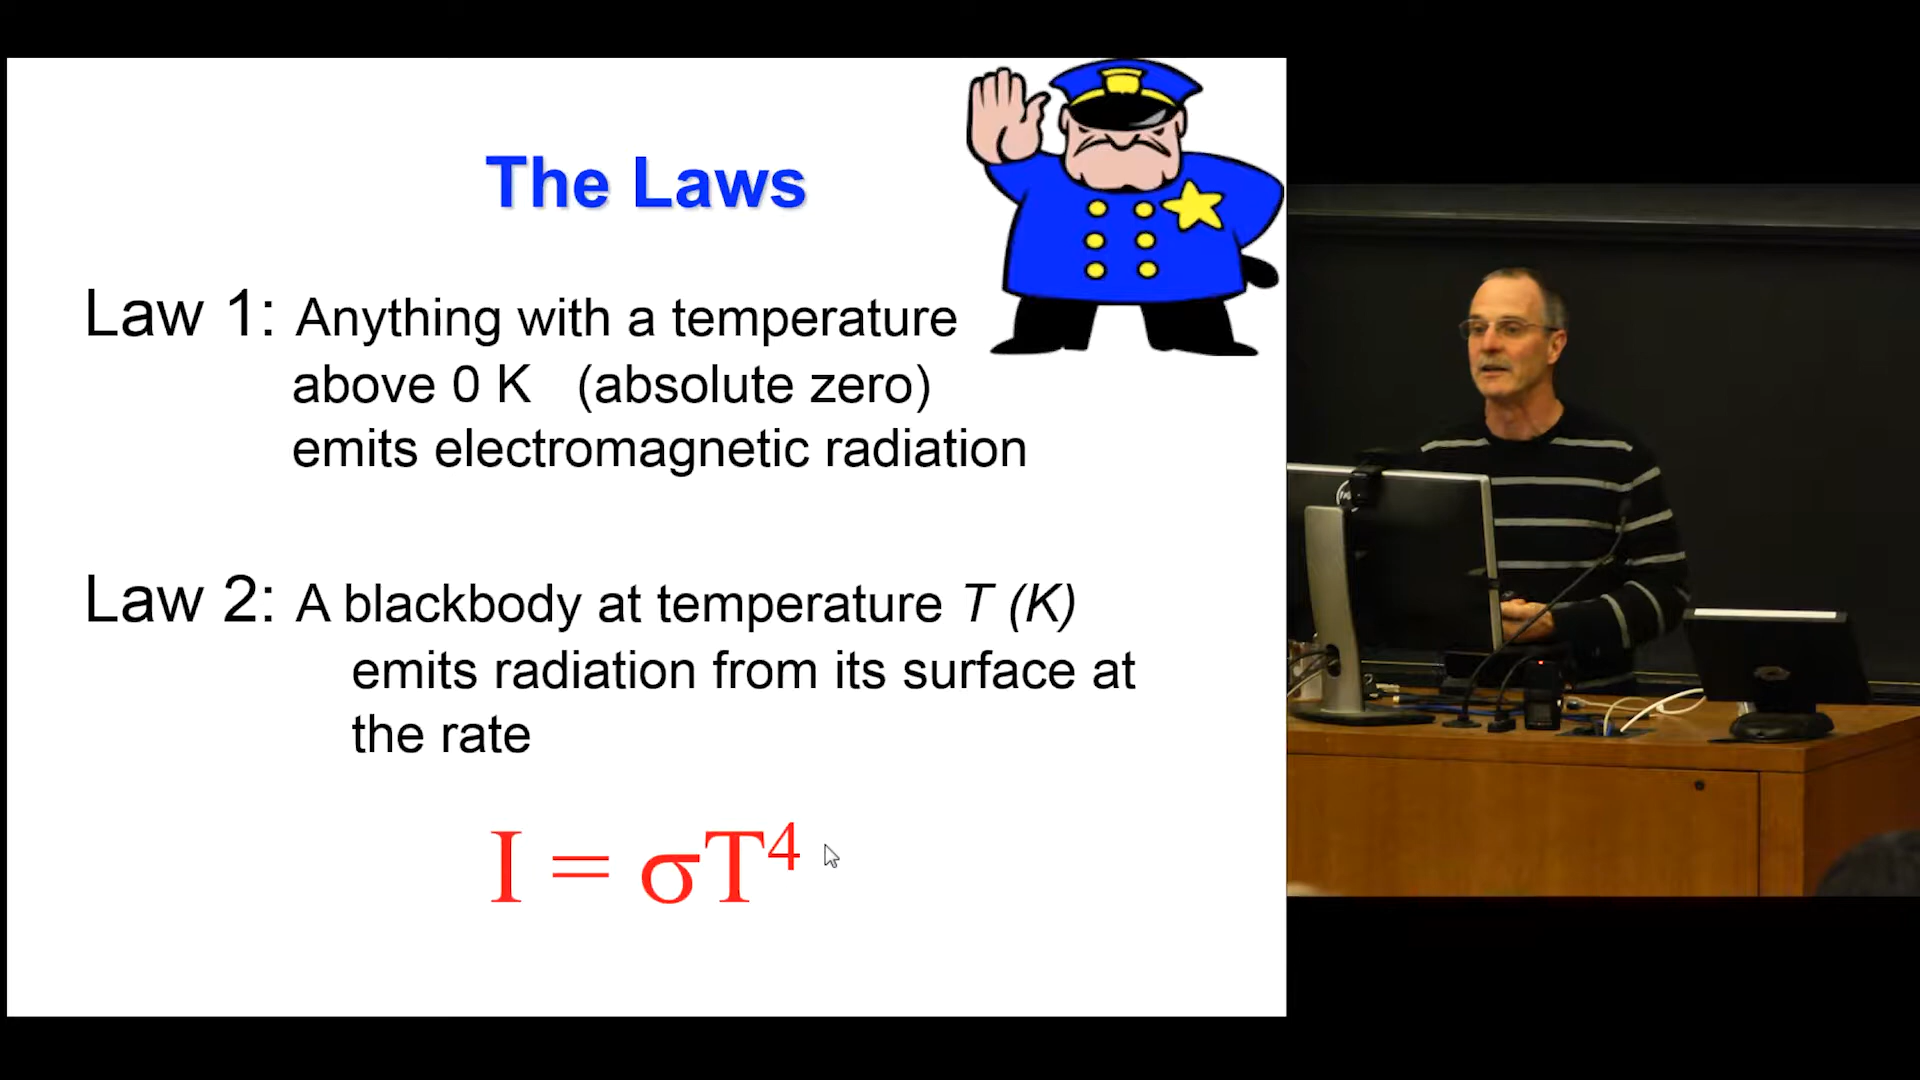 The Laws
Law 1: Anything with a temperature
above 0 K (absolute zero)
emits electromagnetic radiation
Law 2: A blackbody at temperature T (K)
emits radiation from its surface at
the rate
I = σT⁴